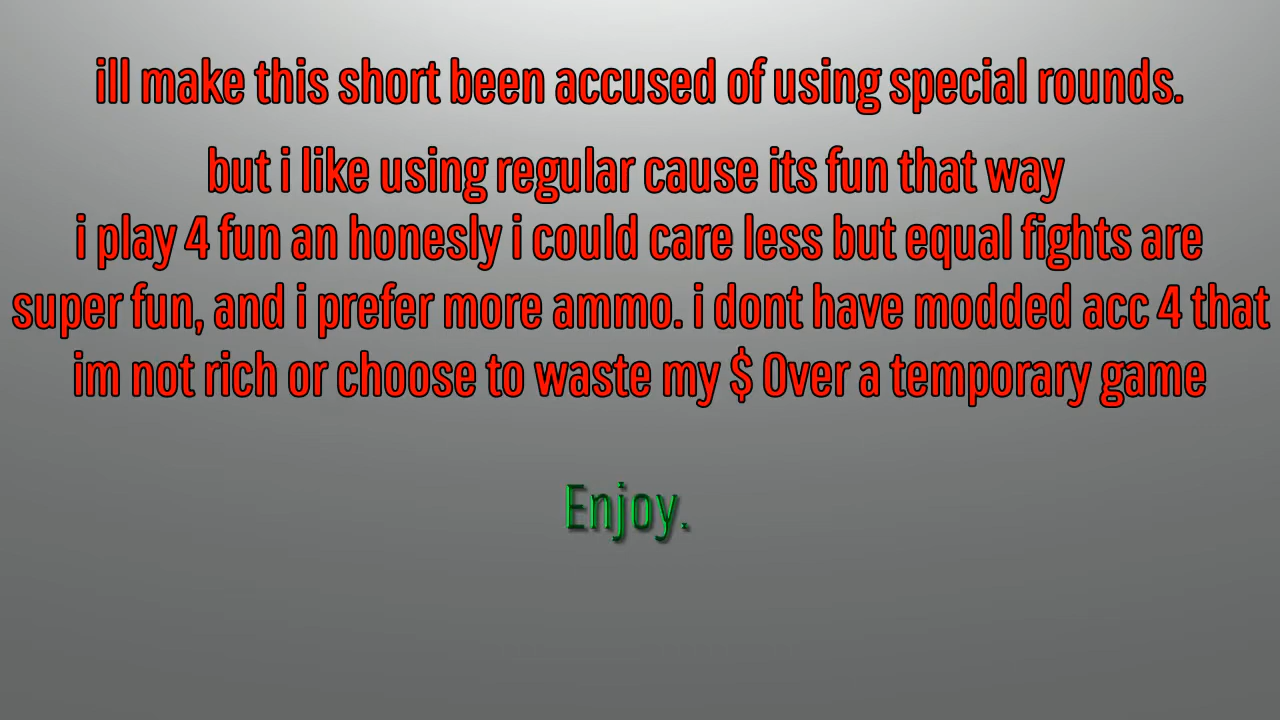 ill make this short been accused of using special rounds.
but i like using regular cause its fun that way
i play 4 fun an honesly i could care less but equal fights are
super fun, and i prefer more ammo. i dont have modded acc 4 that
im not rich or choose to waste my $ Over a temporary game
Enjoy.